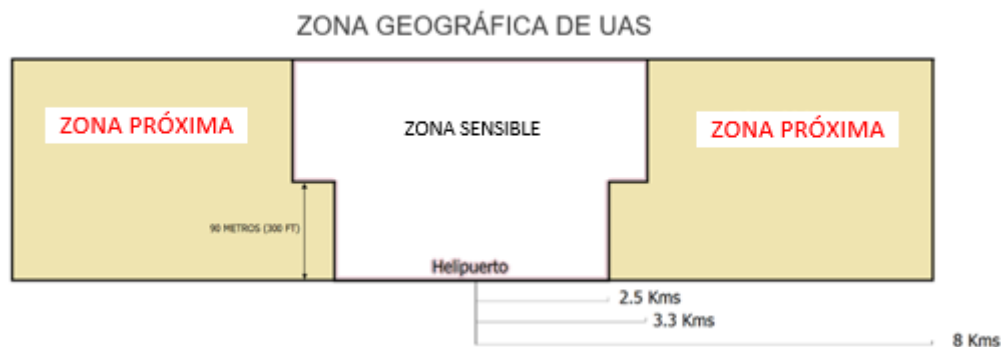 ZONA GEOGRÁFICA DE UAS
ZONA PRÓXIMA
ZONA SENSIBLE
ZONA PRÓXIMA
90 METROS (300 FT)
Helipuerto
2.5 Kms
3.3 Kms
8 Kms